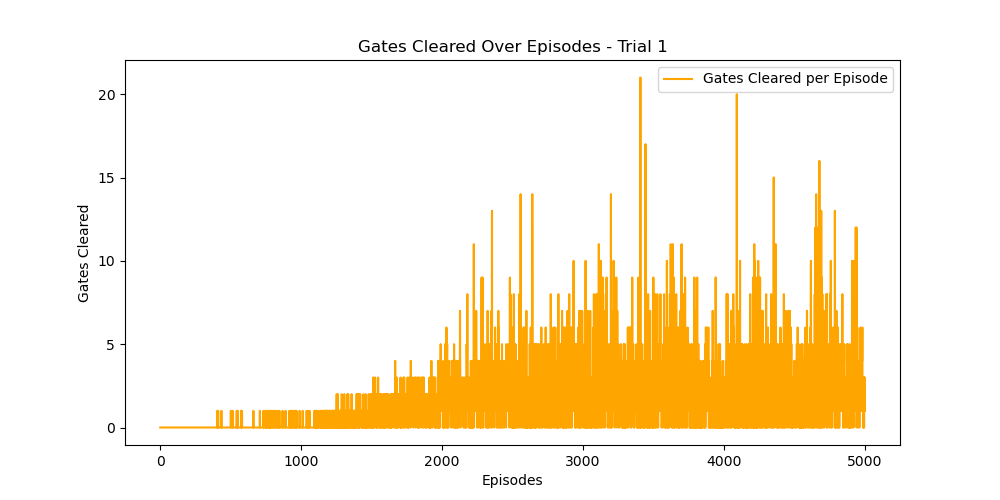 Gates Cleared Over Episodes - Trial 1
Gates Cleared per Episode
20
15
10
5
0
Gates Cleared
0 1000 2000 3000 4000 5000
Episodes